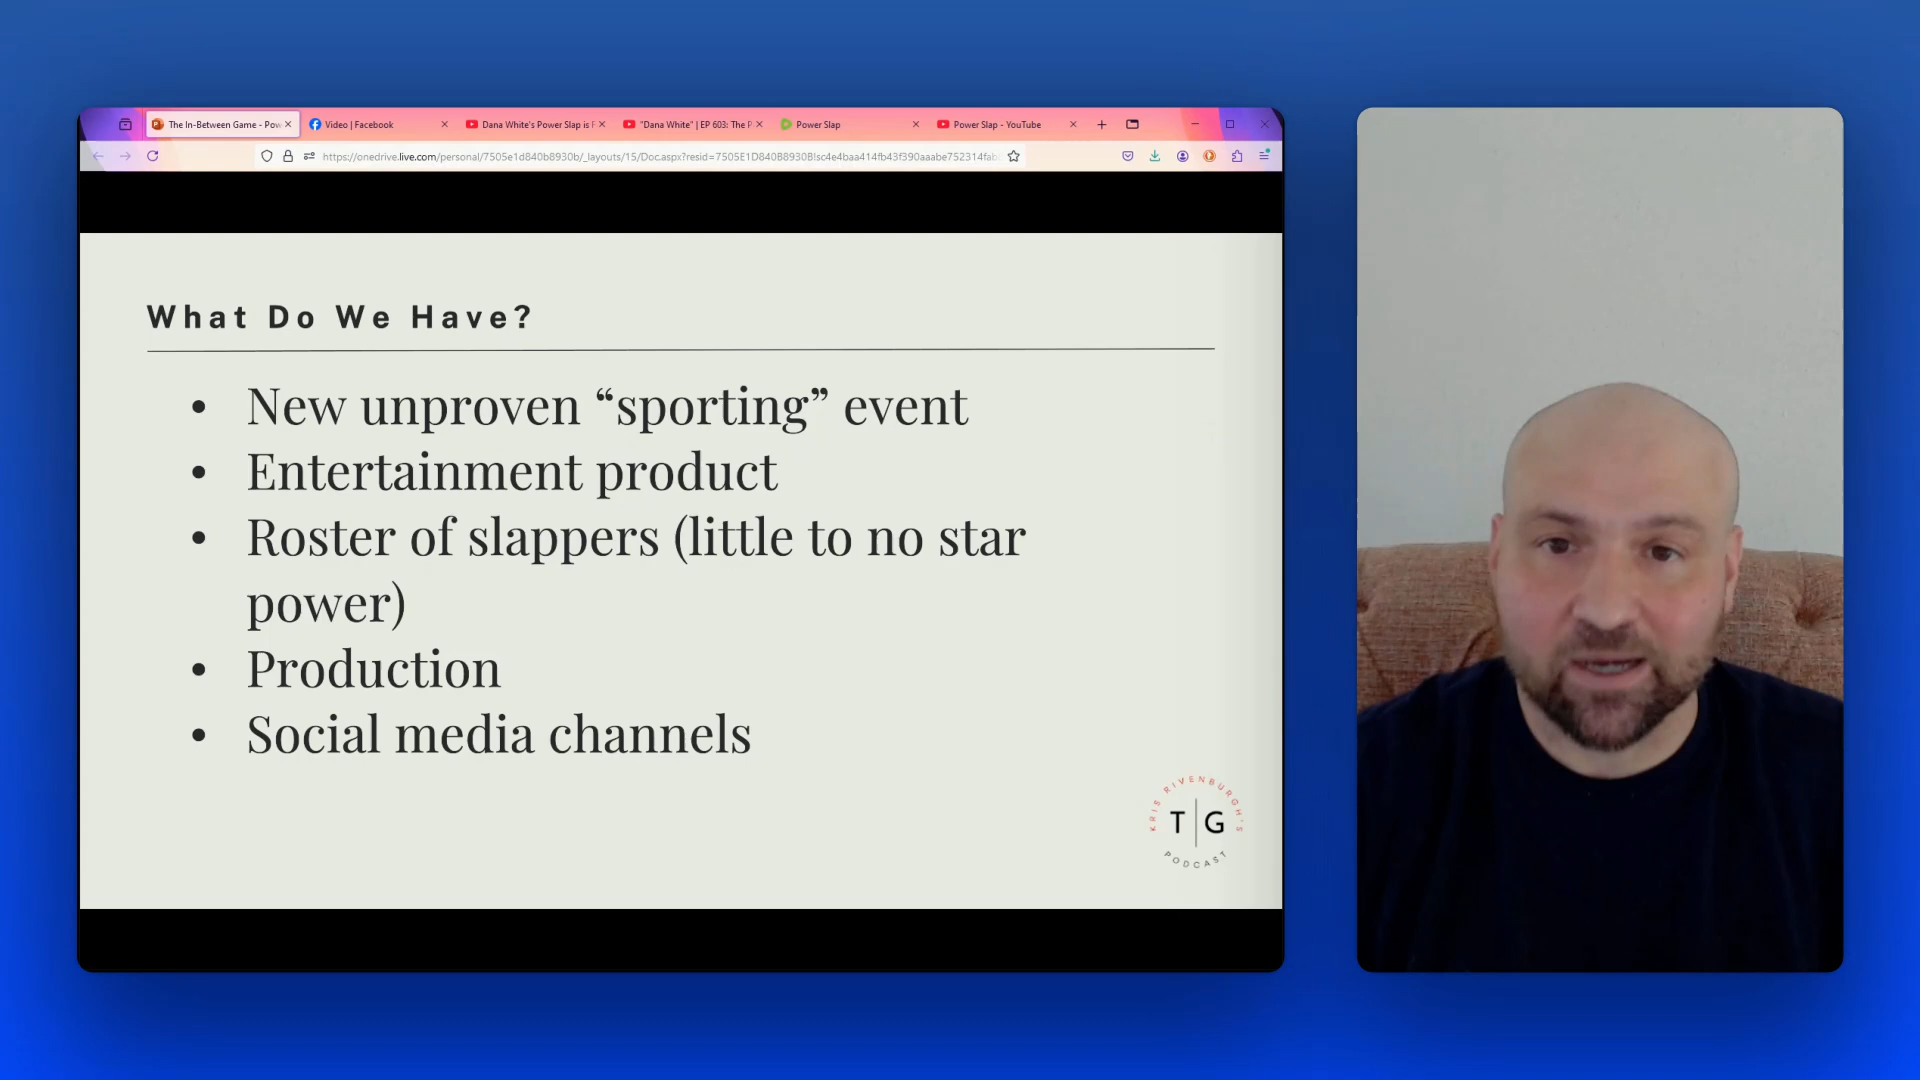 The In-Between Game - Pow
Video | Facebook
Dana White's Power Slap is F
"Dana White" | EP 603: The P
Power Slap
Power Slap - YouTube
https://onedrive.live.com/personal/7505e1d840b8930b/_layouts/15/Doc.aspx?resid=7505E1D840B8930B!sc4e4baa414fb43f390aaabe752314fab
What Do We Have?
• New unproven “sporting” event
• Entertainment product
• Roster of slappers (little to no star
power)
• Production
• Social media channels
KRIS RIVENBURGH'S
T|G
PODCAST